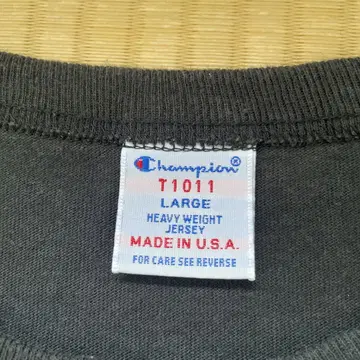 Champion®
T1011
LARGE
HEAVY WEIGHT
JERSEY
MADE IN U.S.A.
FOR CARE SEE REVERSE